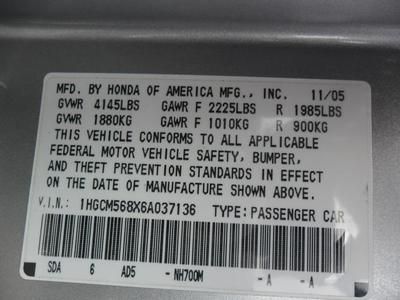 MFD. BY HONDA OF AMERICA MFG., INC. 11/05
GVWR 4145LBS GAWR F 2225LBS R 1985LBS
GVWR 1880KG GAWR F 1010KG R 900KG
THIS VEHICLE CONFORMS TO ALL APPLICABLE
FEDERAL MOTOR VEHICLE SAFETY, BUMPER,
AND THEFT PREVENTION STANDARDS IN EFFECT
ON THE DATE OF MANUFACTURE SHOWN ABOVE.
V.I.N.: 1HGCM568X6A037136 TYPE: PASSENGER CAR
SDA 6 AD5 - NH700M -A -A